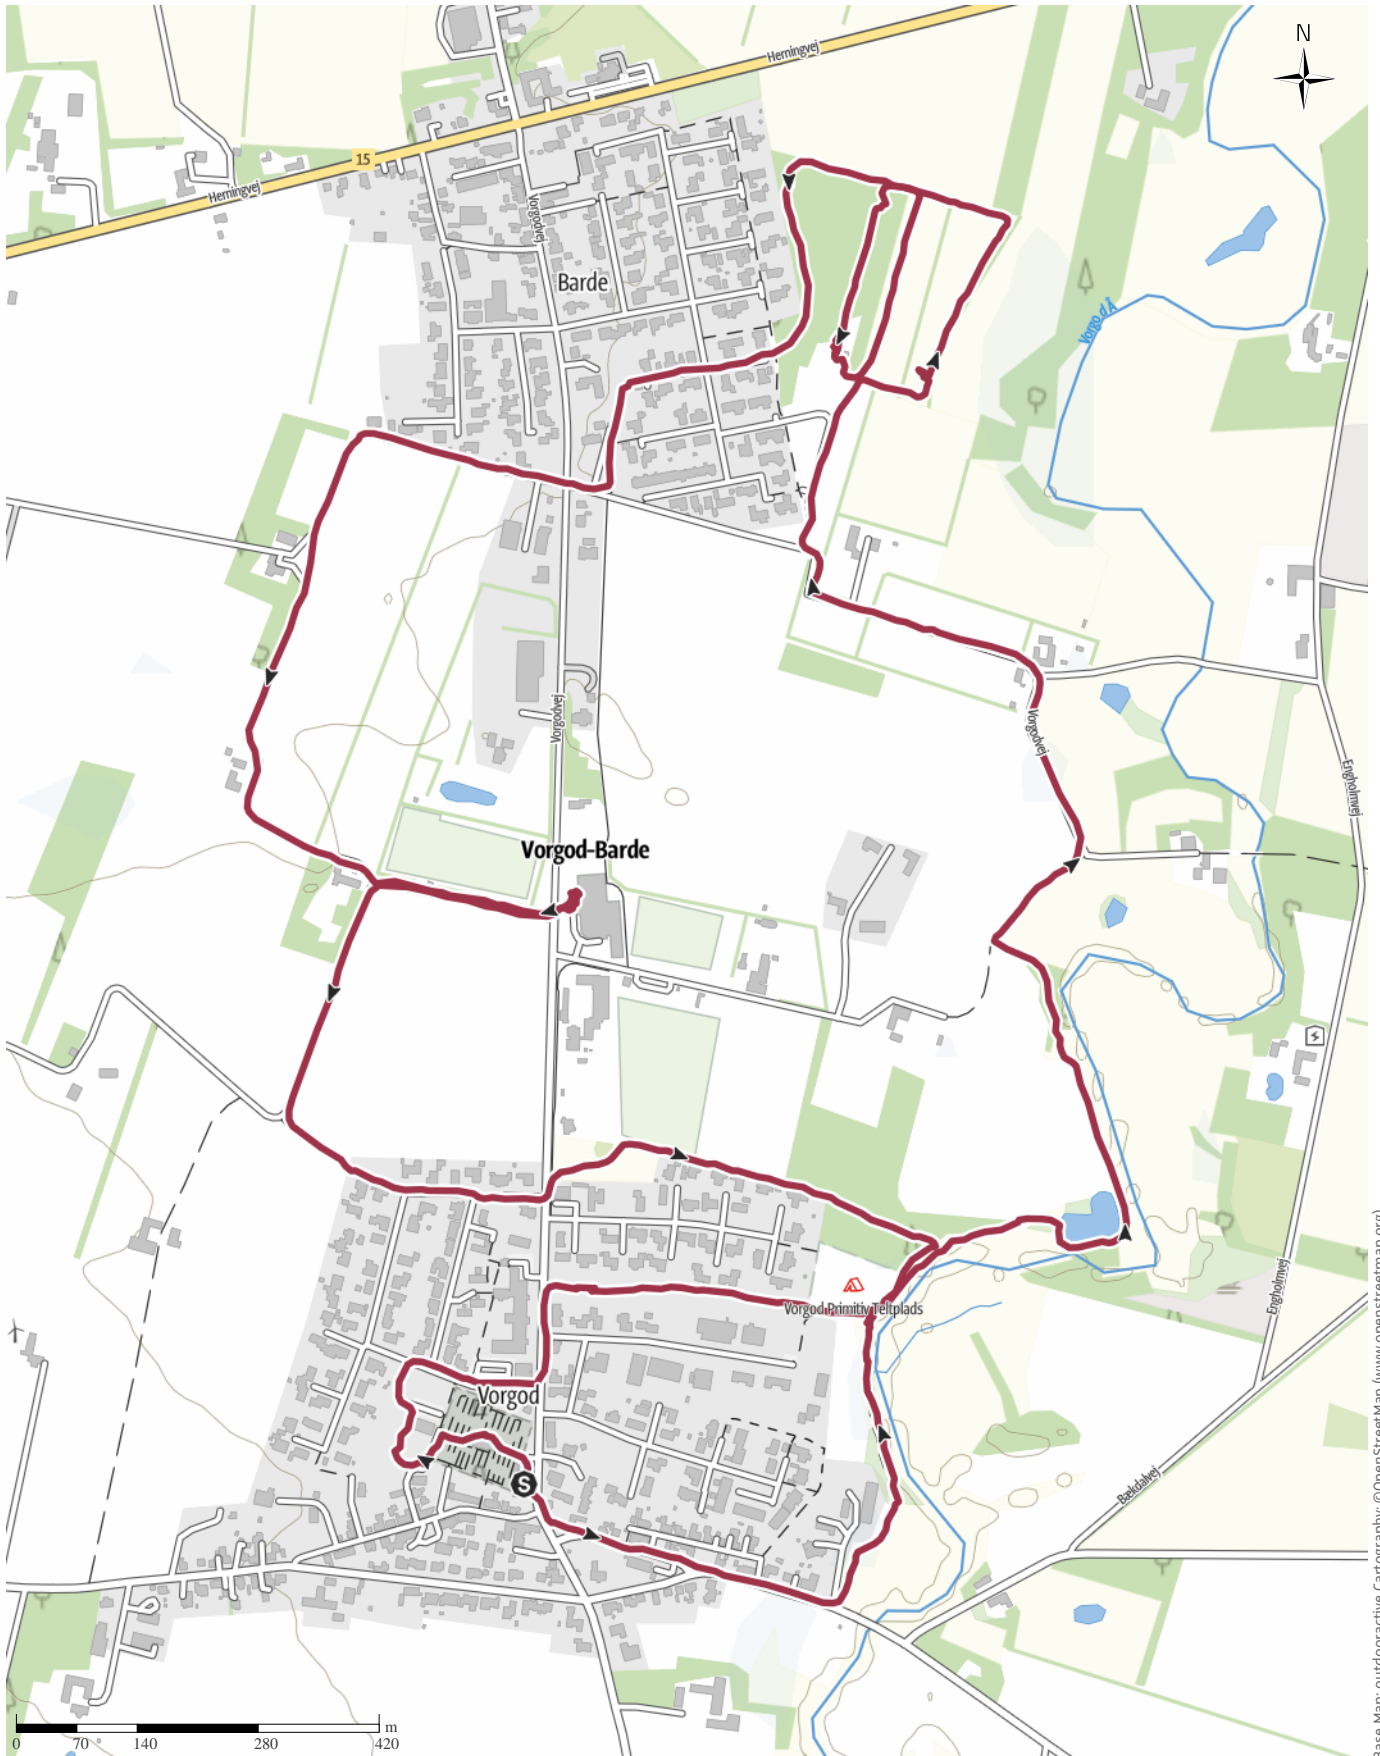 N
Herningvej
15
Herningvej
Vorgodvej
Barde
Vorgo d Å
Vorgodvej
Vorgodvej
Engholmvej
Vorgod-Barde
Vorgod Primitiv Teltplads
Engholmvej
Vorgod
S
Bækdalvej
m
0 70 140 280 420
Base Map: outdooractive Cartography; ©OpenStreetMap (www.openstreetmap.org)